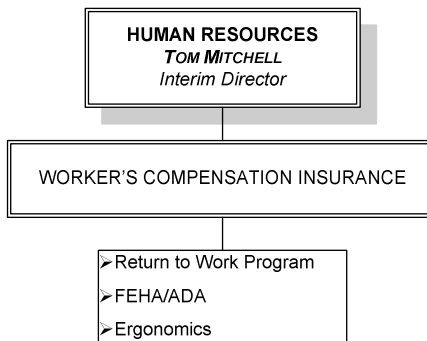 HUMAN RESOURCES
TOM MITCHELL
Interim Director
WORKER'S COMPENSATION INSURANCE
➢Return to Work Program
➢FEHA/ADA
➢Ergonomics